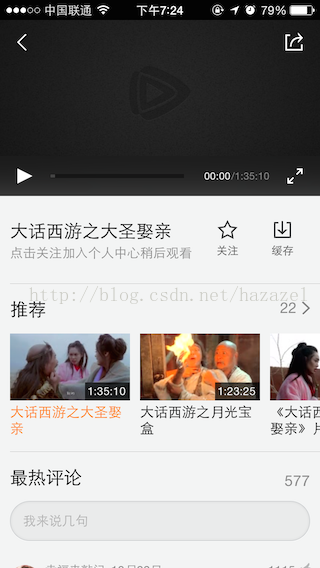 中国联通 下午7:24 79%
00:00/1:35:10
大话西游之大圣娶亲
点击关注加入个人中心稍后观看
关注 缓存
http://blog.csdn.net/hazazel
推荐 22
1:35:10 1:23:25
大话西游之大圣娶亲 大话西游之月光宝盒 《大话西 娶亲》片
最热评论 577
我来说几句